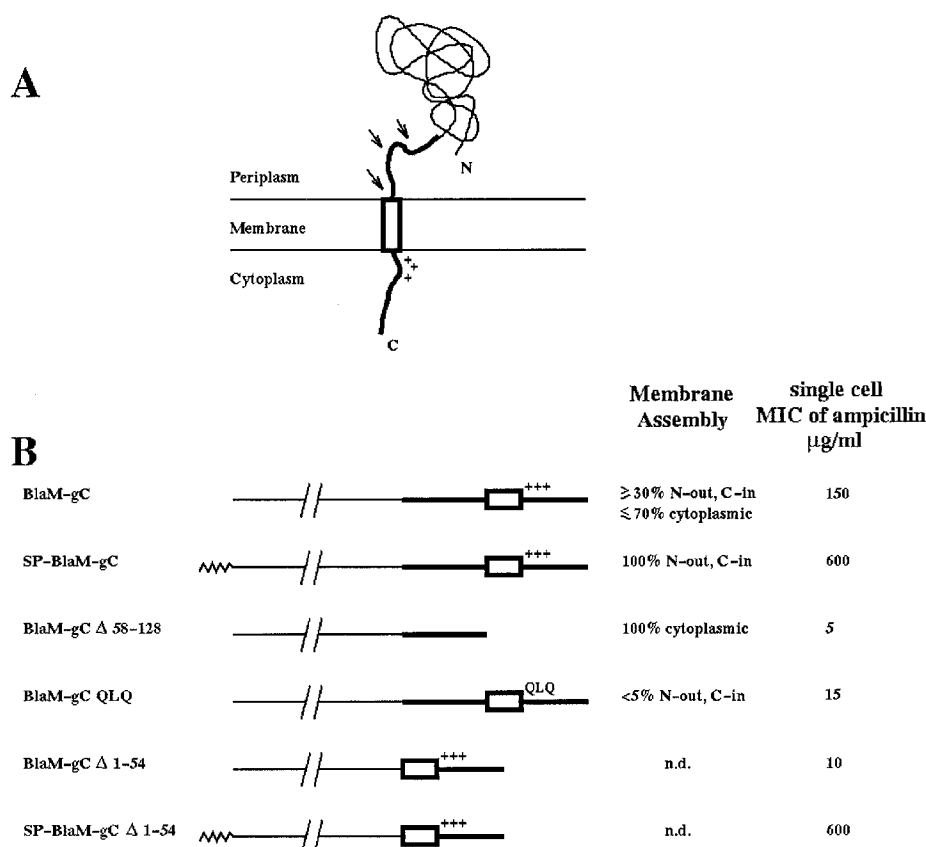 A
N
Periplasm
Membrane
+
+
+
Cytoplasm
C
Membrane Assembly
single cell MIC of ampicillin µg/ml
B
BlaM-gC +++ ≥30% N-out, C-in ≤70% cytoplasmic 150
SP-BlaM-gC +++ 100% N-out, C-in 600
BlaM-gC Δ 58-128 100% cytoplasmic 5
BlaM-gC QLQ QLQ <5% N-out, C-in 15
BlaM-gC Δ 1-54 +++ n.d. 10
SP-BlaM-gC Δ 1-54 +++ n.d. 600